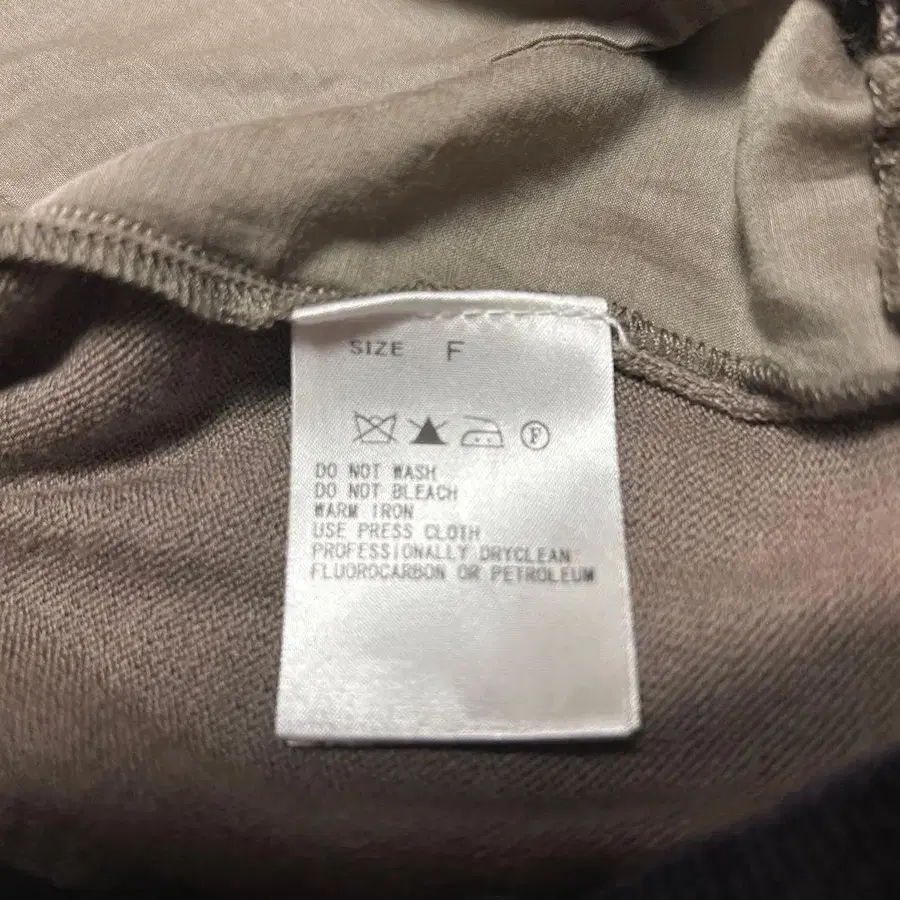 SIZE F
F
DO NOT WASH
DO NOT BLEACH
WARM IRON
USE PRESS CLOTH
PROFESSIONALLY DRYCLEAN
FLUOROCARBON OR PETROLEUM